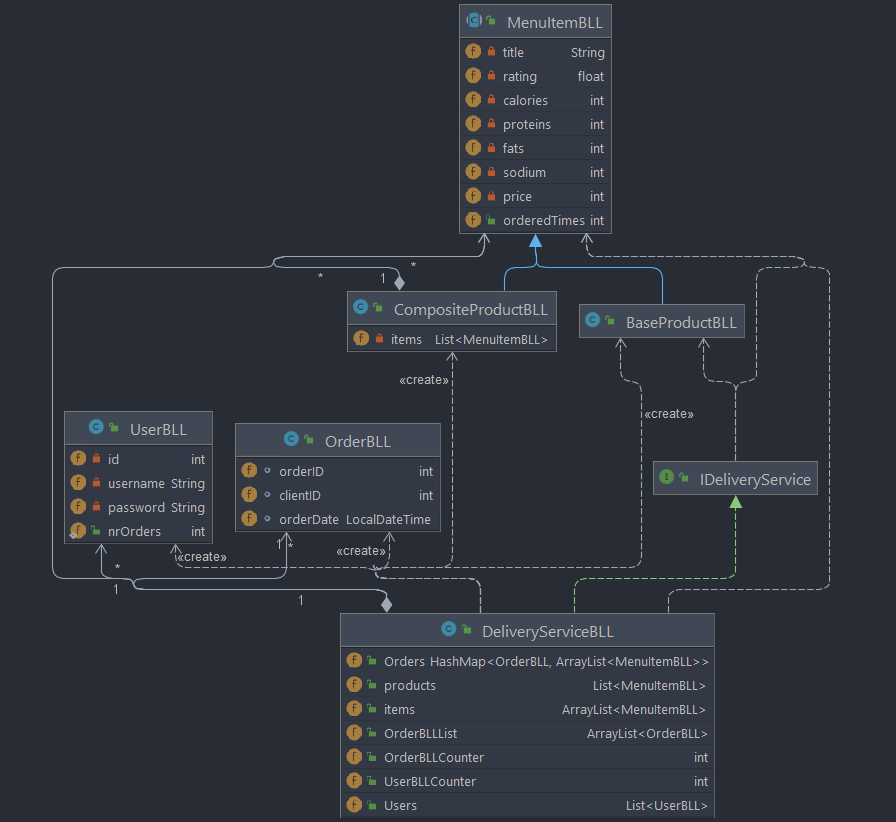 MenuItemBLL
title String
rating float
calories int
proteins int
fats int
sodium int
price int
orderedTimes int
* 1 *
CompositeProductBLL
items List<MenuItemBLL>
BaseProductBLL
«create»
«create»
UserBLL
id int
username String
password String
nrOrders int
OrderBLL
orderID int
clientID int
orderDate LocalDateTime
IDeliveryService
«create»
1 *
«create»
*
1
1
DeliveryServiceBLL
Orders HashMap<OrderBLL, ArrayList<MenuItemBLL>>
products List<MenuItemBLL>
items ArrayList<MenuItemBLL>
OrderBLLList ArrayList<OrderBLL>
OrderBLLCounter int
UserBLLCounter int
Users List<UserBLL>